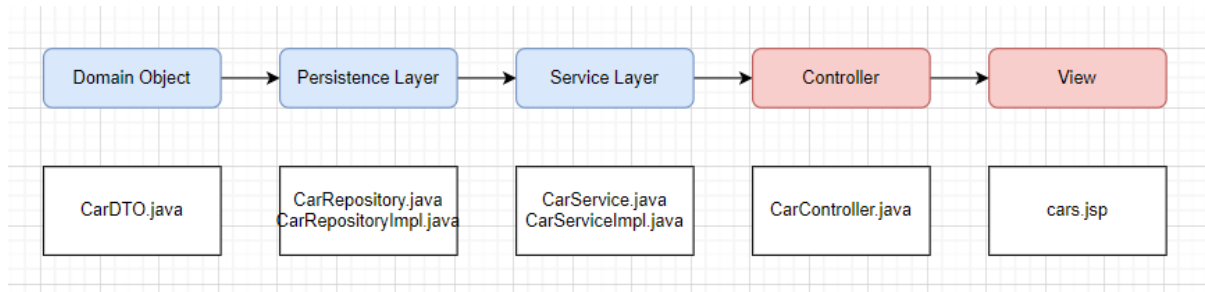 Domain Object
Persistence Layer
Service Layer
Controller
View
CarDTO.java
CarRepository.java
CarRepositoryImpl.java
CarService.java
CarServiceImpl.java
CarController.java
cars.jsp